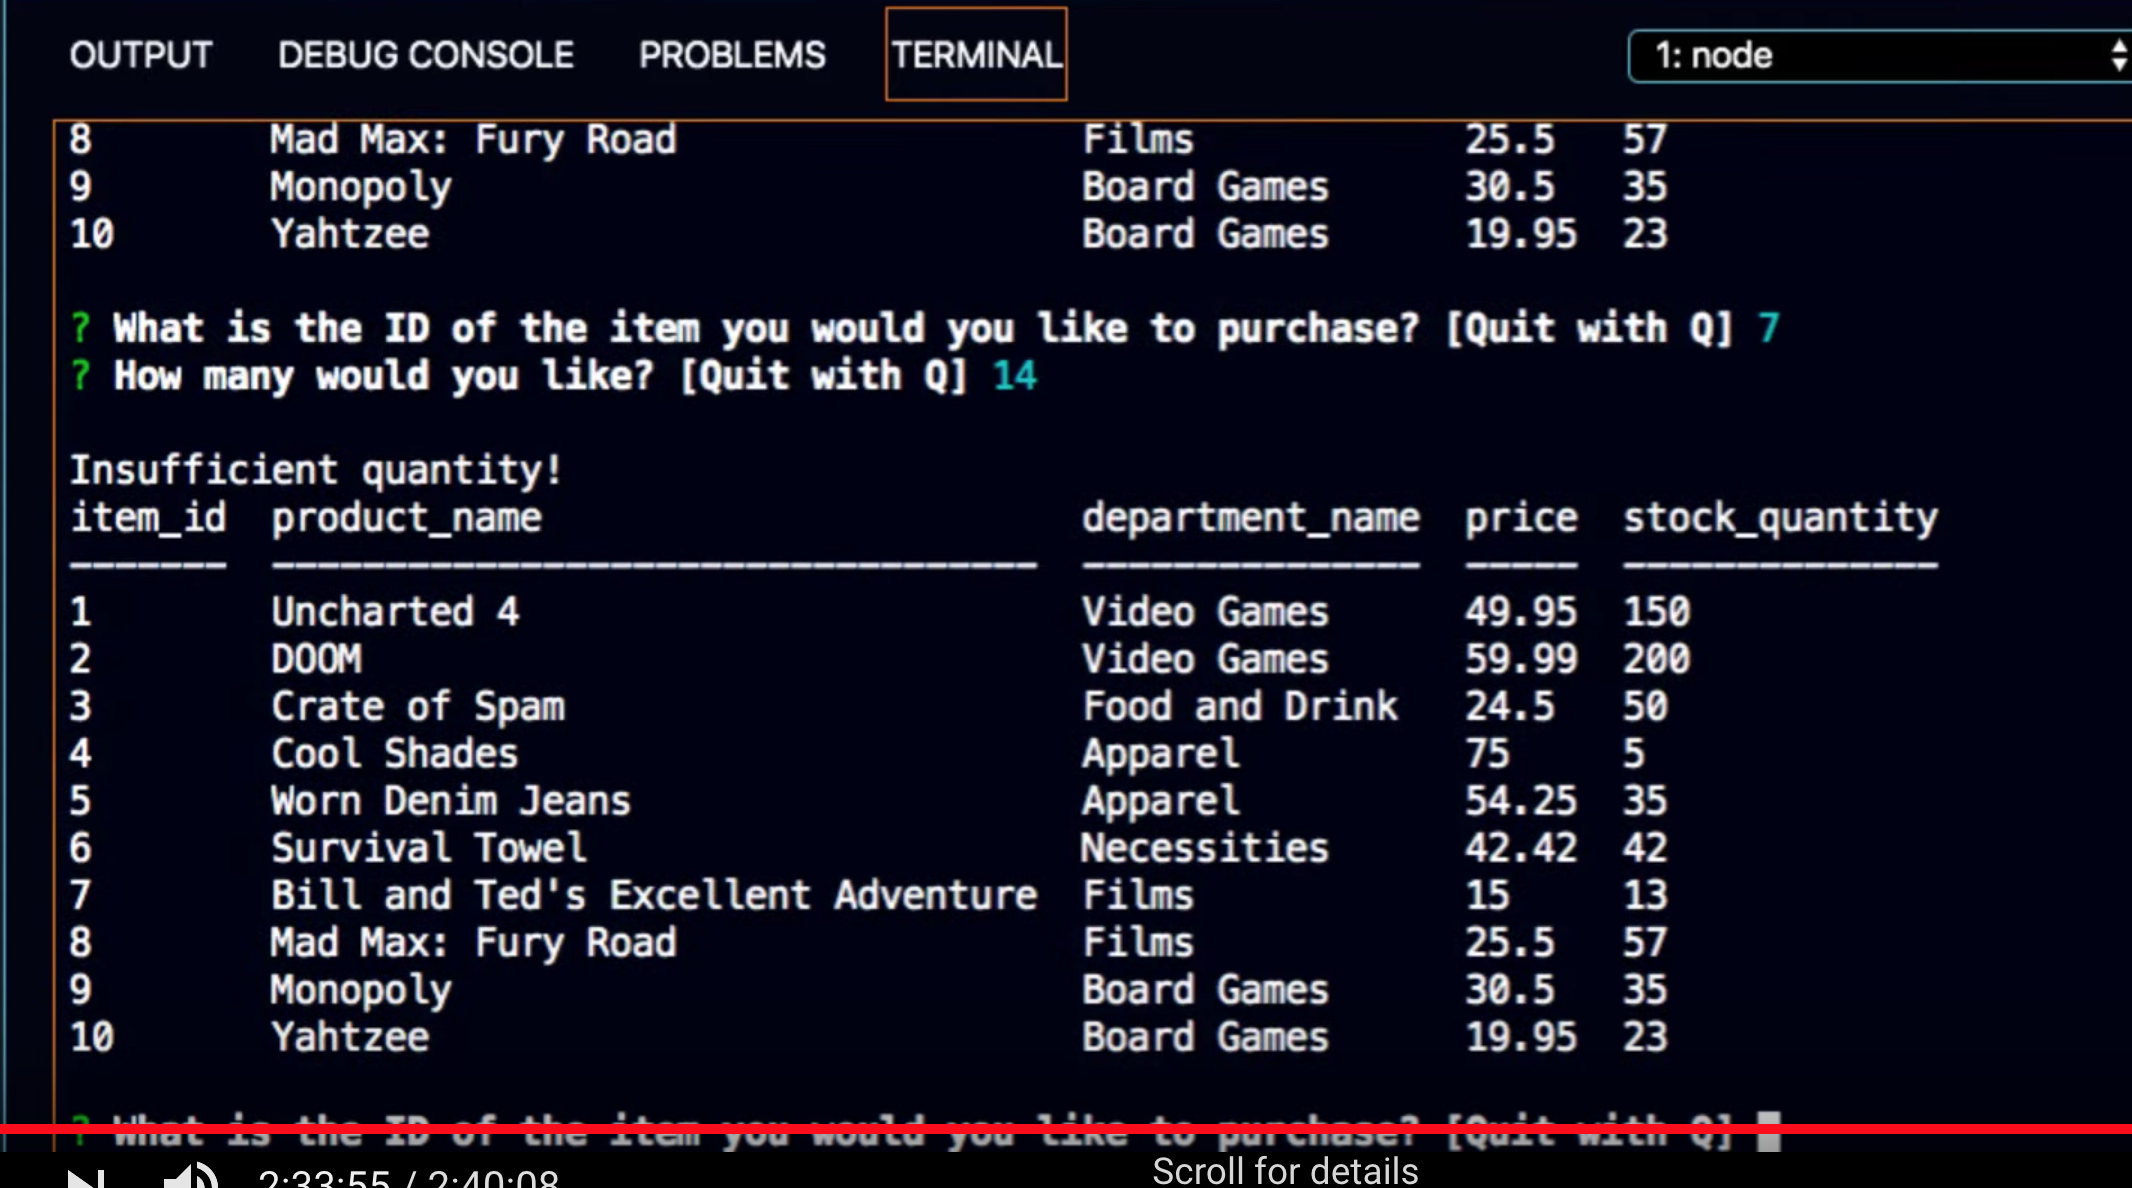 OUTPUT DEBUG CONSOLE PROBLEMS TERMINAL 1: node
8 Mad Max: Fury Road Films 25.5 57
9 Monopoly Board Games 30.5 35
10 Yahtzee Board Games 19.95 23
? What is the ID of the item you would you like to purchase? [Quit with Q] 7
? How many would you like? [Quit with Q] 14
Insufficient quantity!
item_id product_name department_name price stock_quantity
------- ---------------------------------- --------------- ----- --------------
1 Uncharted 4 Video Games 49.95 150
2 DOOM Video Games 59.99 200
3 Crate of Spam Food and Drink 24.5 50
4 Cool Shades Apparel 75 5
5 Worn Denim Jeans Apparel 54.25 35
6 Survival Towel Necessities 42.42 42
7 Bill and Ted's Excellent Adventure Films 15 13
8 Mad Max: Fury Road Films 25.5 57
9 Monopoly Board Games 30.5 35
10 Yahtzee Board Games 19.95 23
? What is the ID of the item you would you like to purchase? [Quit with Q]
2:33:55 / 2:40:08 Scroll for details